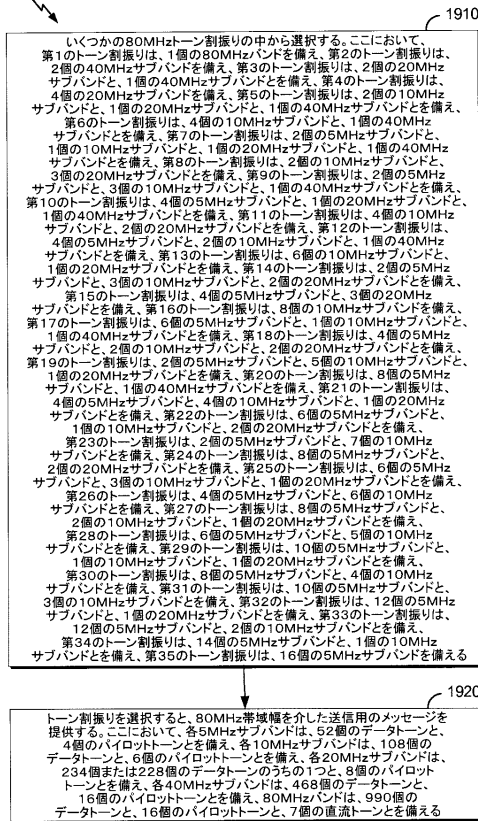 1910
いくつかの80MHzトーン割振りの中から選択する。ここにおいて、
第1のトーン割振りは、1個の80MHzバンドを備え、第2のトーン割振りは、
2個の40MHzサブバンドを備え、第3のトーン割振りは、2個の20MHz
サブバンドと、1個の40MHzサブバンドとを備え、第4のトーン割振りは、
4個の20MHzサブバンドを備え、第5のトーン割振りは、2個の10MHz
サブバンドと、1個の20MHzサブバンドと、1個の40MHzサブバンドとを備え、
第6のトーン割振りは、4個の10MHzサブバンドと、1個の40MHz
サブバンドとを備え、第7のトーン割振りは、2個の5MHzサブバンドと、
1個の10MHzサブバンドと、1個の20MHzサブバンドと、1個の40MHz
サブバンドとを備え、第8のトーン割振りは、2個の10MHzサブバンドと、
3個の20MHzサブバンドとを備え、第9のトーン割振りは、2個の5MHz
サブバンドと、3個の10MHzサブバンドと、1個の40MHzサブバンドとを備え、
第10のトーン割振りは、4個の5MHzサブバンドと、1個の20MHzサブバンドと、
1個の40MHzサブバンドとを備え、第11のトーン割振りは、4個の10MHz
サブバンドと、2個の20MHzサブバンドとを備え、第12のトーン割振りは、
4個の5MHzサブバンドと、2個の10MHzサブバンドと、1個の40MHz
サブバンドとを備え、第13のトーン割振りは、6個の10MHzサブバンドと、
1個の20MHzサブバンドと、第14のトーン割振りは、2個の5MHz
サブバンドと、3個の10MHzサブバンドと、2個の20MHzサブバンドとを備え、
第15のトーン割振りは、4個の5MHzサブバンドと、3個の20MHz
サブバンドとを備え、第16のトーン割振りは、8個の10MHzサブバンドを備え、
第17のトーン割振りは、6個の5MHzサブバンドと、1個の10MHzサブバンドと、
1個の40MHzサブバンドとを備え、第18のトーン割振りは、4個の5MHz
サブバンドと、2個の10MHzサブバンドと、2個の20MHzサブバンドとを備え、
第19のトーン割振りは、2個の5MHzサブバンドと、5個の10MHzサブバンドと、
1個の20MHzサブバンドとを備え、第20のトーン割振りは、8個の5MHz
サブバンドと、1個の40MHzサブバンドとを備え、第21のトーン割振りは、
4個の5MHzサブバンドと、4個の10MHzサブバンドと、1個の20MHz
サブバンドとを備え、第22のトーン割振りは、6個の5MHzサブバンドと、
1個の10MHzサブバンドと、2個の20MHzサブバンドとを備え、
第23のトーン割振りは、2個の5MHzサブバンドと、7個の10MHz
サブバンドとを備え、第24のトーン割振りは、8個の5MHzサブバンドと、
2個の20MHzサブバンドとを備え、第25のトーン割振りは、6個の5MHz
サブバンドと、3個の10MHzサブバンドと、1個の20MHzサブバンドとを備え、
第26のトーン割振りは、4個の5MHzサブバンドと、6個の10MHz
サブバンドとを備え、第27のトーン割振りは、8個の5MHzサブバンドと、
2個の10MHzサブバンドと、1個の20MHzサブバンドとを備え、
第28のトーン割振りは、6個の5MHzサブバンドと、5個の10MHz
サブバンドとを備え、第29のトーン割振りは、10個の5MHzサブバンドと、
1個の10MHzサブバンドと、1個の20MHzサブバンドとを備え、
第30のトーン割振りは、8個の5MHzサブバンドと、4個の10MHz
サブバンドとを備え、第31のトーン割振りは、10個の5MHzサブバンドと、
3個の10MHzサブバンドとを備え、第32のトーン割振りは、12個の5MHz
サブバンドと、1個の20MHzサブバンドとを備え、第33のトーン割振りは、
12個の5MHzサブバンドと、2個の10MHzサブバンドとを備え、
第34のトーン割振りは、14個の5MHzサブバンドと、1個の10MHz
サブバンドとを備え、第35のトーン割振りは、16個の5MHzサブバンドを備える
1920
トーン割振りを選択すると、80MHz帯域幅を介した送信用のメッセージを
提供する。ここにおいて、各5MHzサブバンドは、52個のデータトーンと、
4個のパイロットトーンとを備え、各10MHzサブバンドは、108個の
データトーンと、6個のパイロットトーンとを備え、各20MHzサブバンドは、
234個または228個のデータトーンのうちの1つと、8個のパイロット
トーンとを備え、各40MHzサブバンドは、468個のデータトーンと、
16個のパイロットトーンとを備え、80MHzバンドは、990個の
データトーンと、16個のパイロットトーンと、7個の直流トーンとを備える